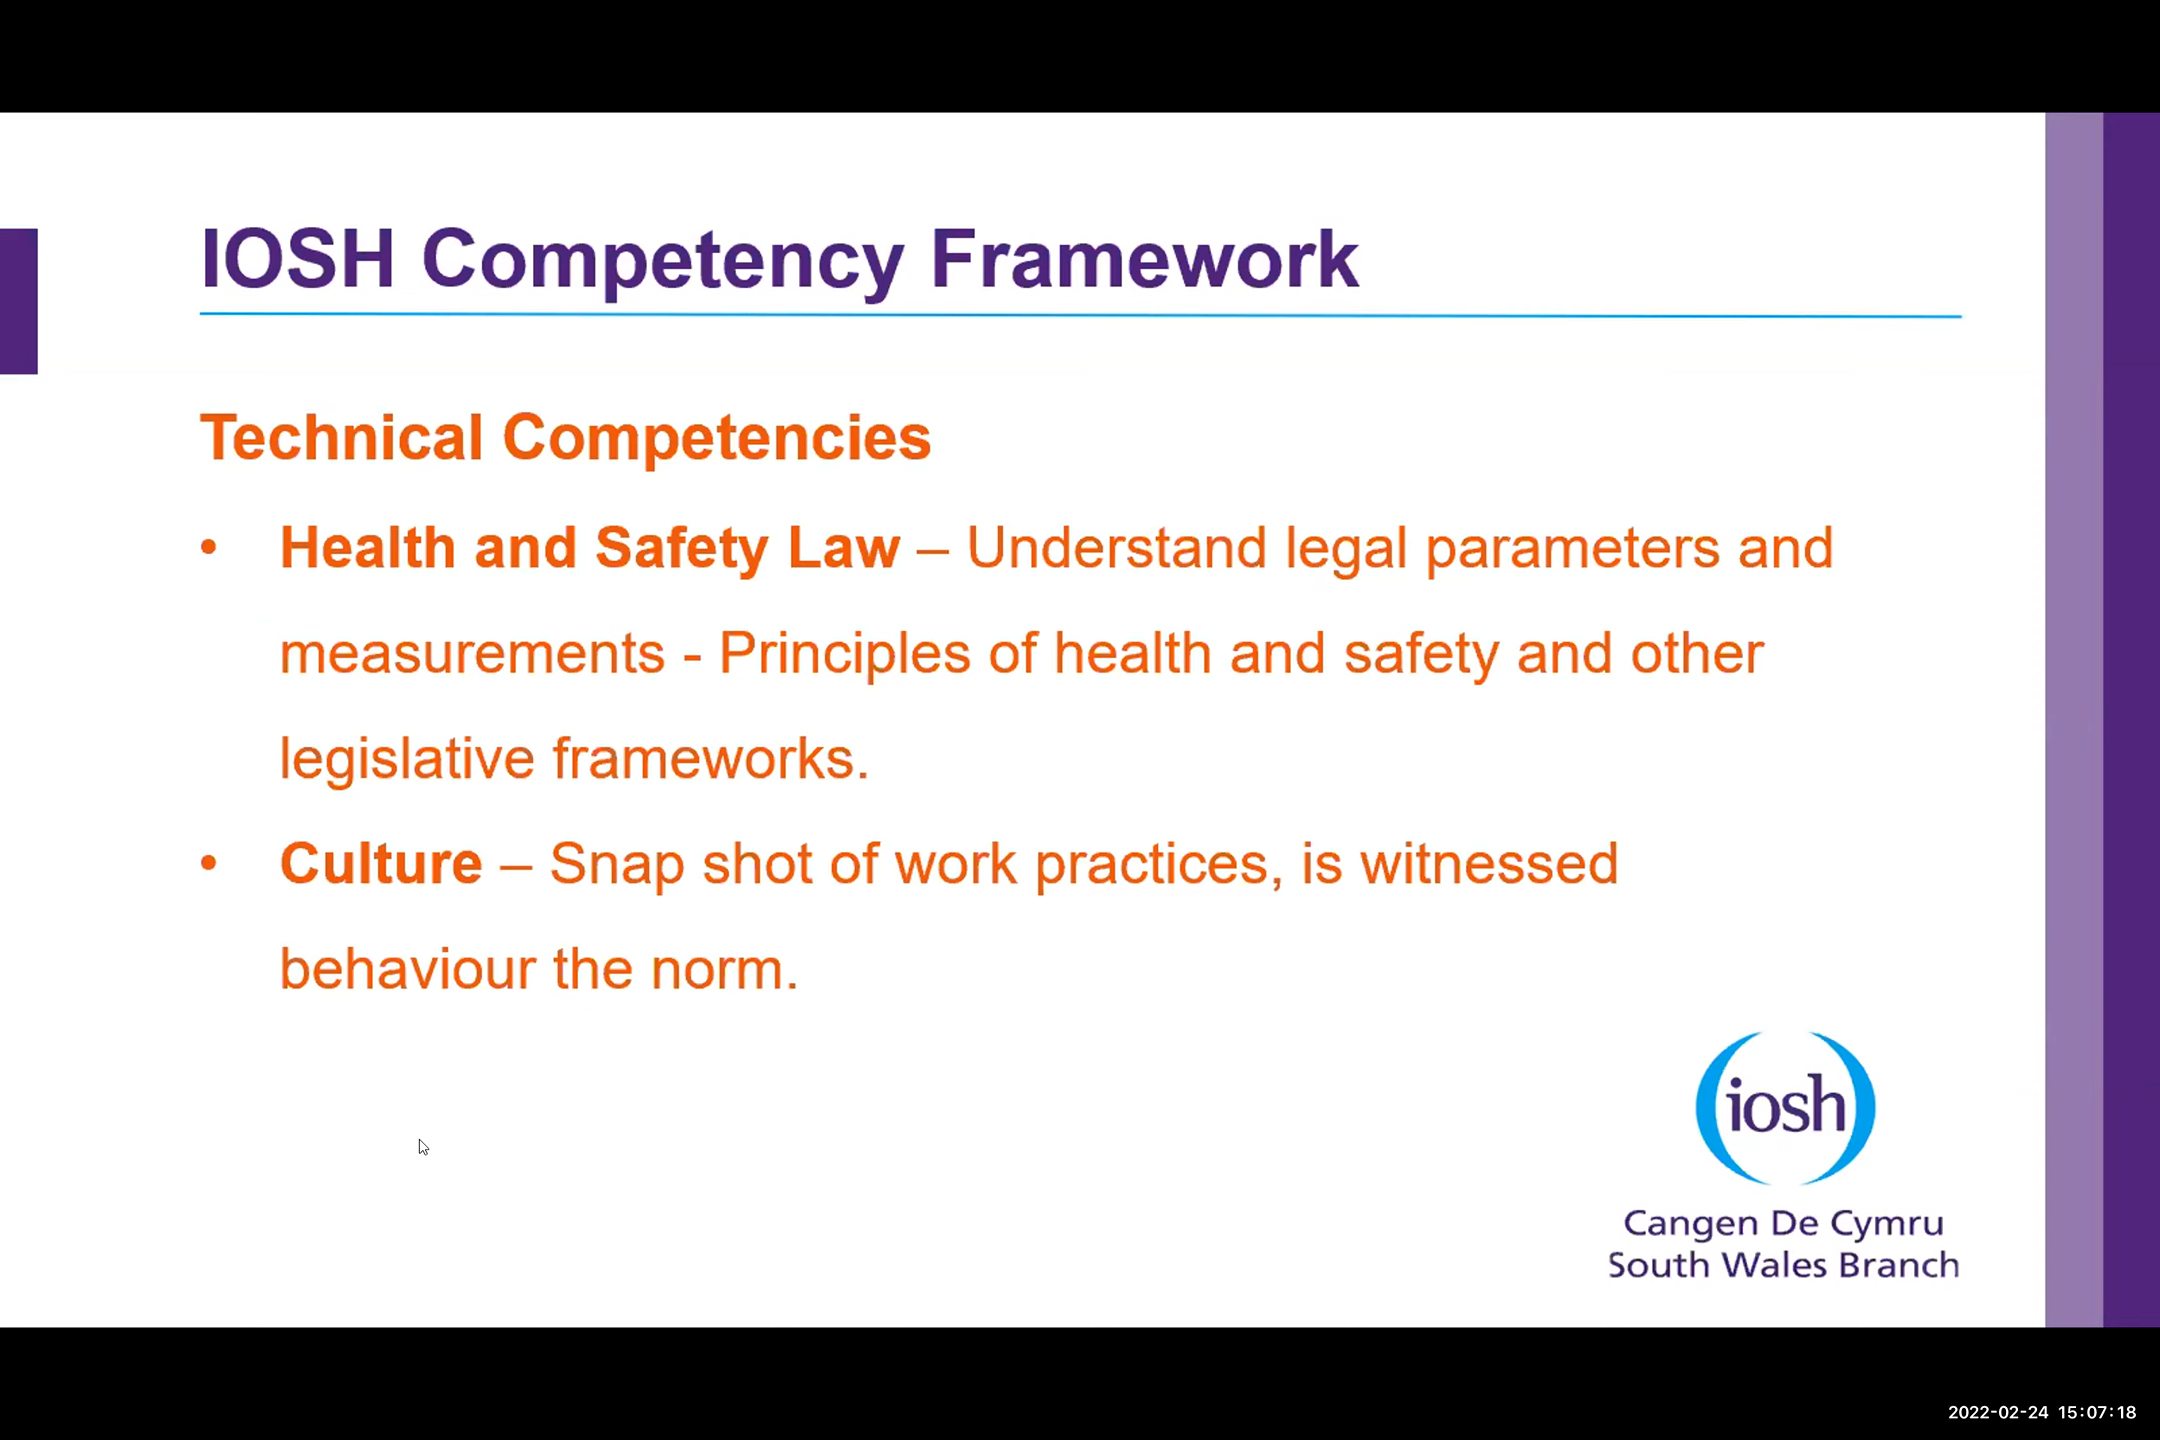 IOSH Competency Framework
Technical Competencies
• Health and Safety Law – Understand legal parameters and
measurements - Principles of health and safety and other
legislative frameworks.
• Culture – Snap shot of work practices, is witnessed
behaviour the norm.
iosh
Cangen De Cymru
South Wales Branch
2022-02-24 15:07:18